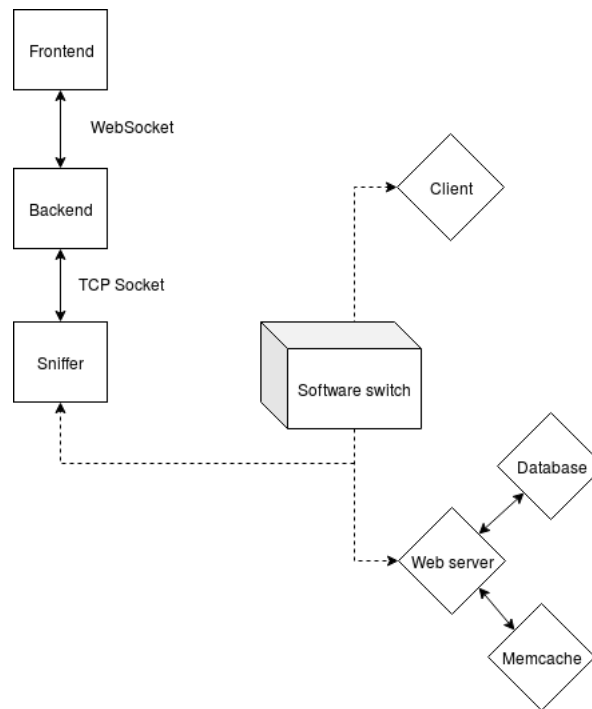 Frontend
WebSocket
Backend
TCP Socket
Sniffer
Client
Software switch
Database
Web server
Memcache